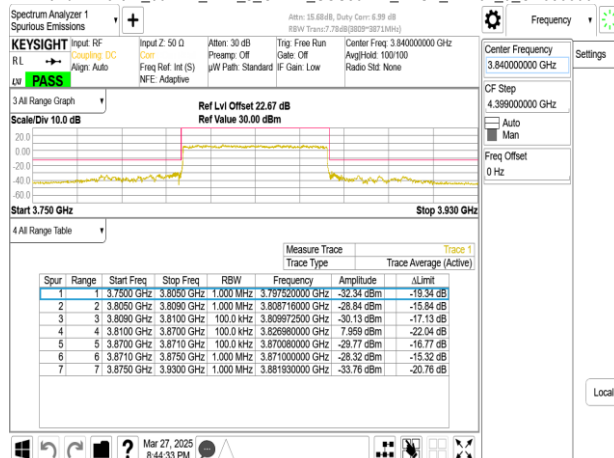 Spectrum Analyzer 1
Spurious Emissions
Attn: 15.68dB, Duty Corr: 6.99 dB
RBW Trans:7.78dB(3809~3871MHz)
Frequency
KEYSIGHT
RL
PASS
Input: RF
Coupling: DC
Align: Auto
Input Z: 50 Ω
Corr
Freq Ref: Int (S)
NFE: Adaptive
Atten: 30 dB
Preamp: Off
µW Path: Standard
Trig: Free Run
Gate: Off
IF Gain: Low
Center Freq: 3.840000000 GHz
Avg|Hold: 100/100
Radio Std: None
Center Frequency
3.840000000 GHz
Settings
CF Step
4.399000000 GHz
Auto
Man
Freq Offset
0 Hz
Local
3 All Range Graph
Scale/Div 10.0 dB
Ref Lvl Offset 22.67 dB
Ref Value 30.00 dBm
20.0
0.00
-20.0
-40.0
-60.0
Start 3.750 GHz
Stop 3.930 GHz
4 All Range Table
Measure Trace Trace 1
Trace Type Trace Average (Active)
Spur Range Start Freq Stop Freq RBW Frequency Amplitude ΔLimit
1 1 3.7500 GHz 3.8050 GHz 1.000 MHz 3.797520000 GHz -32.34 dBm -19.34 dB
2 2 3.8050 GHz 3.8090 GHz 1.000 MHz 3.808716000 GHz -28.84 dBm -15.84 dB
3 3 3.8090 GHz 3.8100 GHz 100.0 kHz 3.809972500 GHz -30.13 dBm -17.13 dB
4 4 3.8100 GHz 3.8700 GHz 100.0 kHz 3.826980000 GHz 7.959 dBm -22.04 dB
5 5 3.8700 GHz 3.8710 GHz 100.0 kHz 3.870080000 GHz -29.77 dBm -16.77 dB
6 6 3.8710 GHz 3.8750 GHz 1.000 MHz 3.871000000 GHz -28.32 dBm -15.32 dB
7 7 3.8750 GHz 3.9300 GHz 1.000 MHz 3.881930000 GHz -33.76 dBm -20.76 dB
Mar 27, 2025
8:44:33 PM